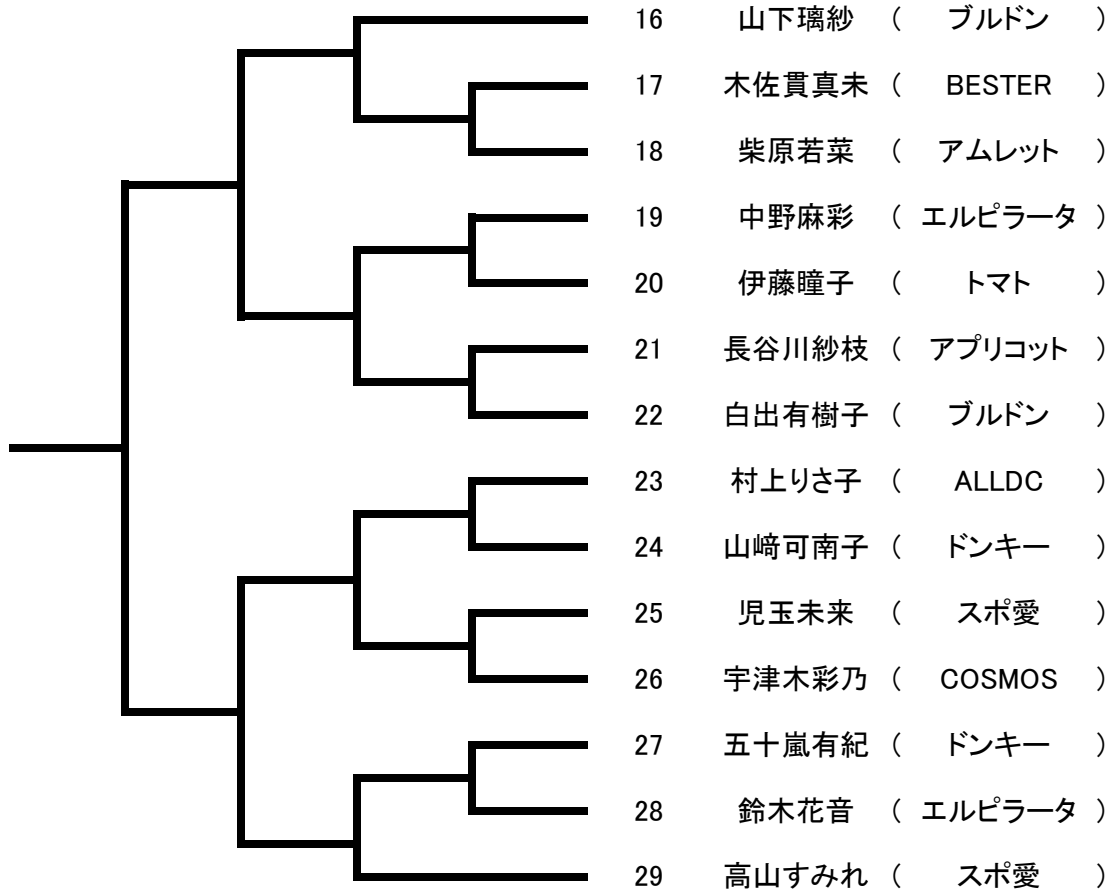 16 山下璃紗 ( ブルドン )
17 木佐貫真未 ( BESTER )
18 柴原若菜 ( アムレット )
19 中野麻彩 ( エルピラータ )
20 伊藤瞳子 ( トマト )
21 長谷川紗枝 ( アプリコット )
22 白出有樹子 ( ブルドン )
23 村上りさ子 ( ALLDC )
24 山﨑可南子 ( ドンキー )
25 児玉未来 ( スポ愛 )
26 宇津木彩乃 ( COSMOS )
27 五十嵐有紀 ( ドンキー )
28 鈴木花音 ( エルピラータ )
29 高山すみれ ( スポ愛 )